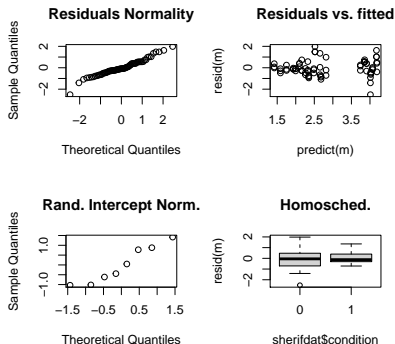 Residuals Normality
Sample Quantiles
−2 0 2
−2 −1 0 1 2
Theoretical Quantiles
Residuals vs. fitted
resid(m)
−2 0 2
1.5 2.5 3.5
predict(m)
Rand. Intercept Norm.
Sample Quantiles
−1.0 1.0
−1.5 −0.5 0.5 1.5
Theoretical Quantiles
Homosched.
resid(m)
−2 0 2
0 1
sherifdat$condition